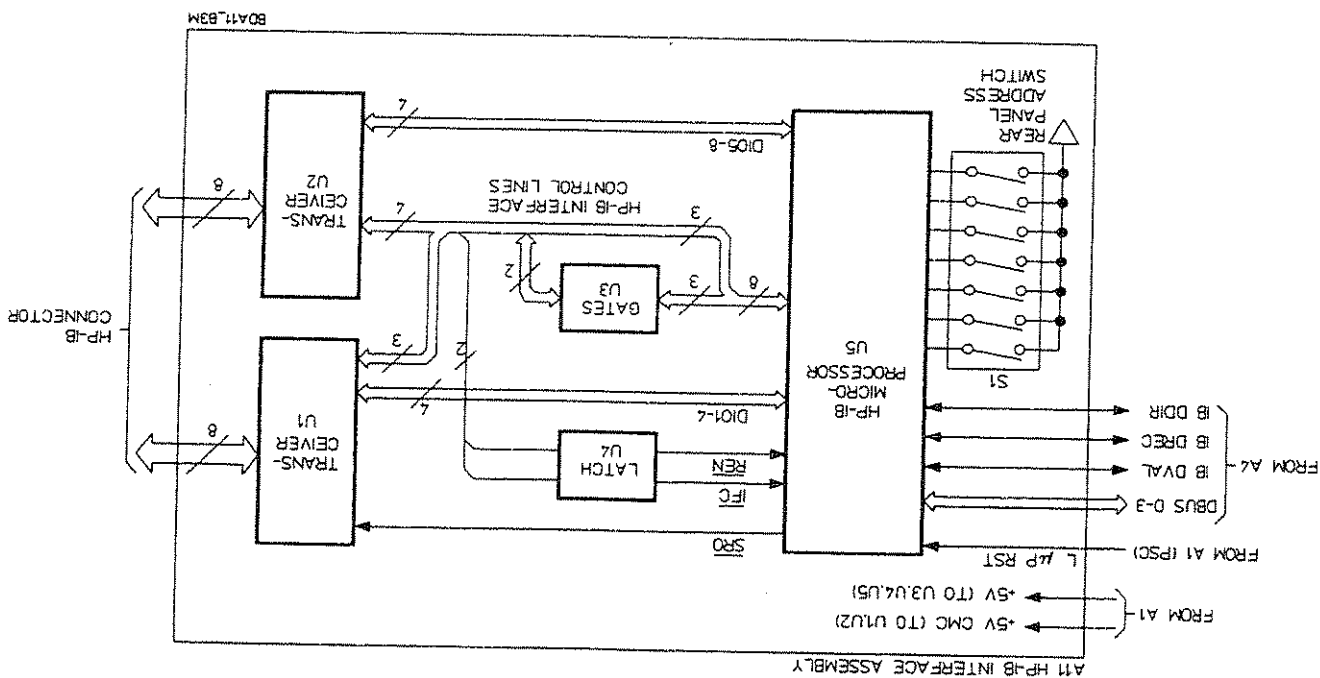 A11 HP-IB INTERFACE ASSEMBLY
FROM A1
+5V CMC (TO U1,U2)
+5V (TO U3,U4,U5)
FROM A1 (PSC)
L µP RST
FROM A4
DBUS 0-3
IB DVAL
IB DREC
IB DDIR
S1
REAR
PANEL
ADDRESS
SWITCH
HP-IB
MICRO-
PROCESSOR
U5
SRQ
IFC
REN
LATCH
U4
DIO1-4
4
2
3
8
3
GATES
U3
2
3
HP-IB INTERFACE
CONTROL LINES
4
DIO5-8
4
TRANS-
CEIVER
U1
8
TRANS-
CEIVER
U2
8
HP-IB
CONNECTOR
BDA11_B3M